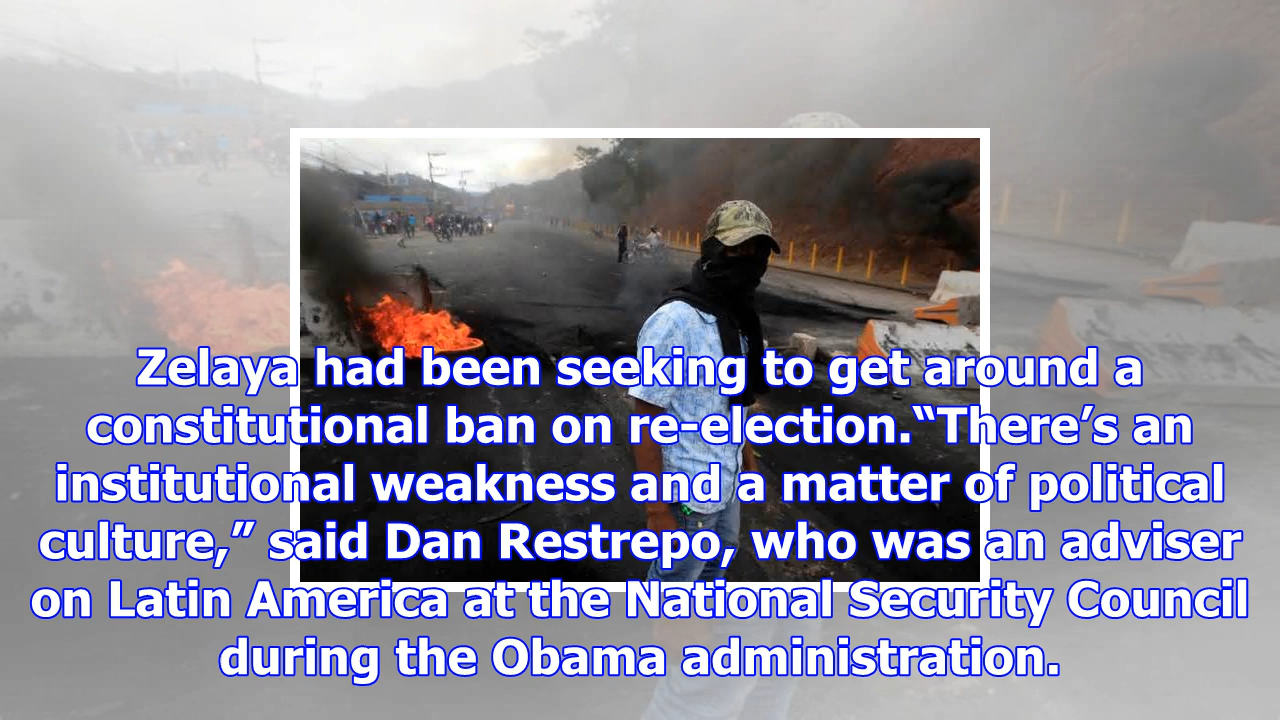 Zelaya had been seeking to get around a
constitutional ban on re-election.“There’s an
institutional weakness and a matter of political
culture,” said Dan Restrepo, who was an adviser
on Latin America at the National Security Council
during the Obama administration.